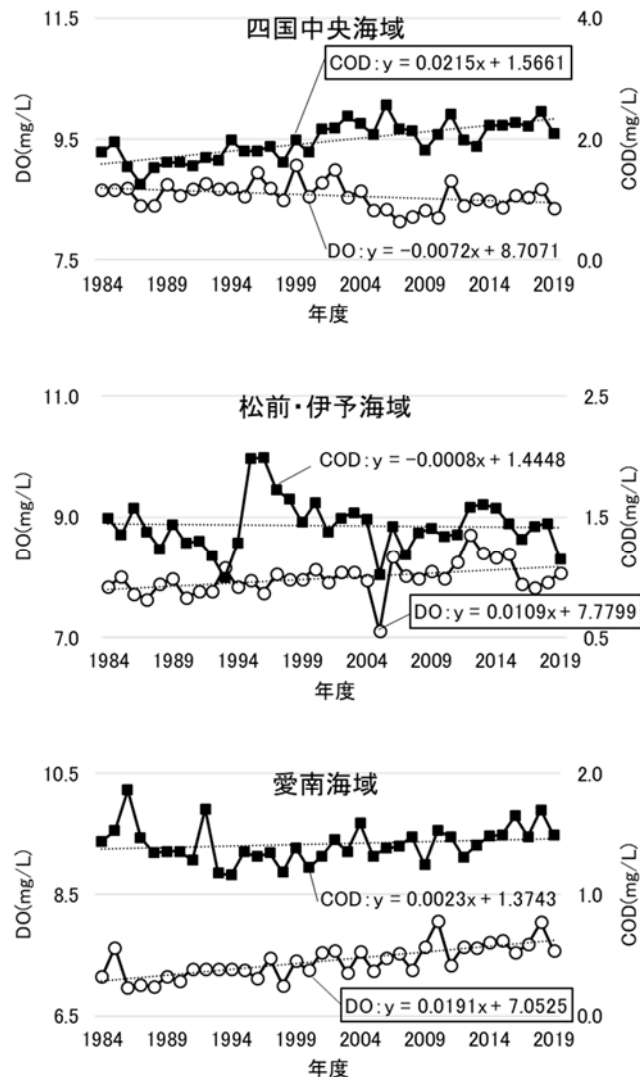 四国中央海域
11.5
4.0
COD:y = 0.0215x + 1.5661
DO(mg/L)
9.5
2.0
COD(mg/L)
DO:y = −0.0072x + 8.7071
7.5
0.0
1984 1989 1994 1999 2004 2009 2014 2019
年度
松前・伊予海域
11.0
2.5
COD:y = −0.0008x + 1.4448
DO(mg/L)
9.0
1.5
COD(mg/L)
DO:y = 0.0109x + 7.7799
7.0
0.5
1984 1989 1994 1999 2004 2009 2014 2019
年度
愛南海域
10.5
2.0
DO(mg/L)
8.5
1.0
COD(mg/L)
COD:y = 0.0023x + 1.3743
DO:y = 0.0191x + 7.0525
6.5
0.0
1984 1989 1994 1999 2004 2009 2014 2019
年度